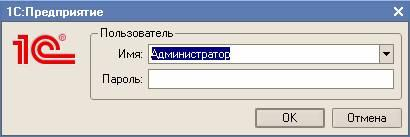 1С:Предприятие
1С®
Пользователь
Имя: Администратор
Пароль:
OK Отмена